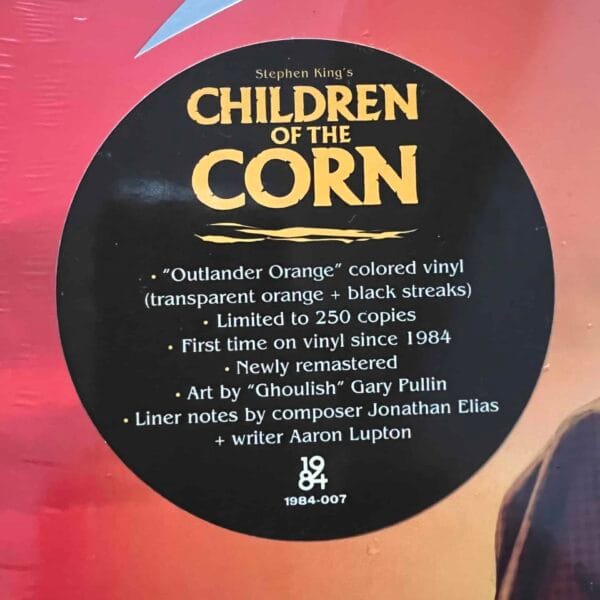 Stephen King's
CHILDREN
OF THE
CORN
• "Outlander Orange" colored vinyl
(transparent orange + black streaks)
• Limited to 250 copies
• First time on vinyl since 1984
• Newly remastered
• Art by "Ghoulish" Gary Pullin
• Liner notes by composer Jonathan Elias
+ writer Aaron Lupton
19
84
1984-007